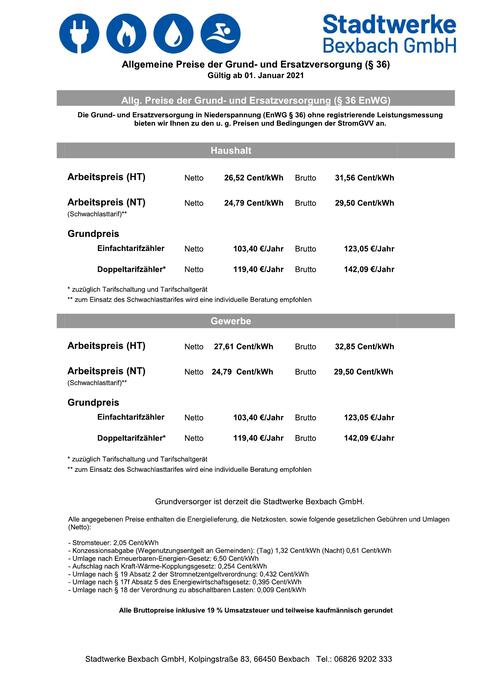 Stadtwerke
Bexbach GmbH
Allgemeine Preise der Grund- und Ersatzversorgung (§ 36)
Gültig ab 01. Januar 2021
Allg. Preise der Grund- und Ersatzversorgung (§ 36 EnWG)
Die Grund- und Ersatzversorgung in Niederspannung (EnWG § 36) ohne registrierende Leistungsmessung
bieten wir Ihnen zu den u. g. Preisen und Bedingungen der StromGVV an.
Haushalt
Arbeitspreis (HT) Netto 26,52 Cent/kWh Brutto 31,56 Cent/kWh
Arbeitspreis (NT) Netto 24,79 Cent/kWh Brutto 29,50 Cent/kWh
(Schwachlasttarif)**
Grundpreis
Einfachtarifzähler Netto 103,40 €/Jahr Brutto 123,05 €/Jahr
Doppeltarifzähler* Netto 119,40 €/Jahr Brutto 142,09 €/Jahr
* zuzüglich Tarifschaltung und Tarifschaltgerät
** zum Einsatz des Schwachlasttarifes wird eine individuelle Beratung empfohlen
Gewerbe
Arbeitspreis (HT) Netto 27,61 Cent/kWh Brutto 32,85 Cent/kWh
Arbeitspreis (NT) Netto 24,79 Cent/kWh Brutto 29,50 Cent/kWh
(Schwachlasttarif)**
Grundpreis
Einfachtarifzähler Netto 103,40 €/Jahr Brutto 123,05 €/Jahr
Doppeltarifzähler* Netto 119,40 €/Jahr Brutto 142,09 €/Jahr
* zuzüglich Tarifschaltung und Tarifschaltgerät
** zum Einsatz des Schwachlasttarifes wird eine individuelle Beratung empfohlen
Grundversorger ist derzeit die Stadtwerke Bexbach GmbH.
Alle angegebenen Preise enthalten die Energielieferung, die Netzkosten, sowie folgende gesetzlichen Gebühren und Umlagen
(Netto):
- Stromsteuer: 2,05 Cent/kWh
- Konzessionsabgabe (Wegenutzungsentgelt an Gemeinden): (Tag) 1,32 Cent/kWh (Nacht) 0,61 Cent/kWh
- Umlage nach Erneuerbaren-Energien-Gesetz: 6,50 Cent/kWh
- Aufschlag nach Kraft-Wärme-Kopplungsgesetz: 0,254 Cent/kWh
- Umlage nach § 19 Absatz 2 der Stromnetzentgeltverordnung: 0,432 Cent/kWh
- Umlage nach § 17f Absatz 5 des Energiewirtschaftsgesetz: 0,395 Cent/kWh
- Umlage nach § 18 der Verordnung zu abschaltbaren Lasten: 0,009 Cent/kWh
Alle Bruttopreise inklusive 19 % Umsatzsteuer und teilweise kaufmännisch gerundet
Stadtwerke Bexbach GmbH, Kolpingstraße 83, 66450 Bexbach Tel.: 06826 9202 333